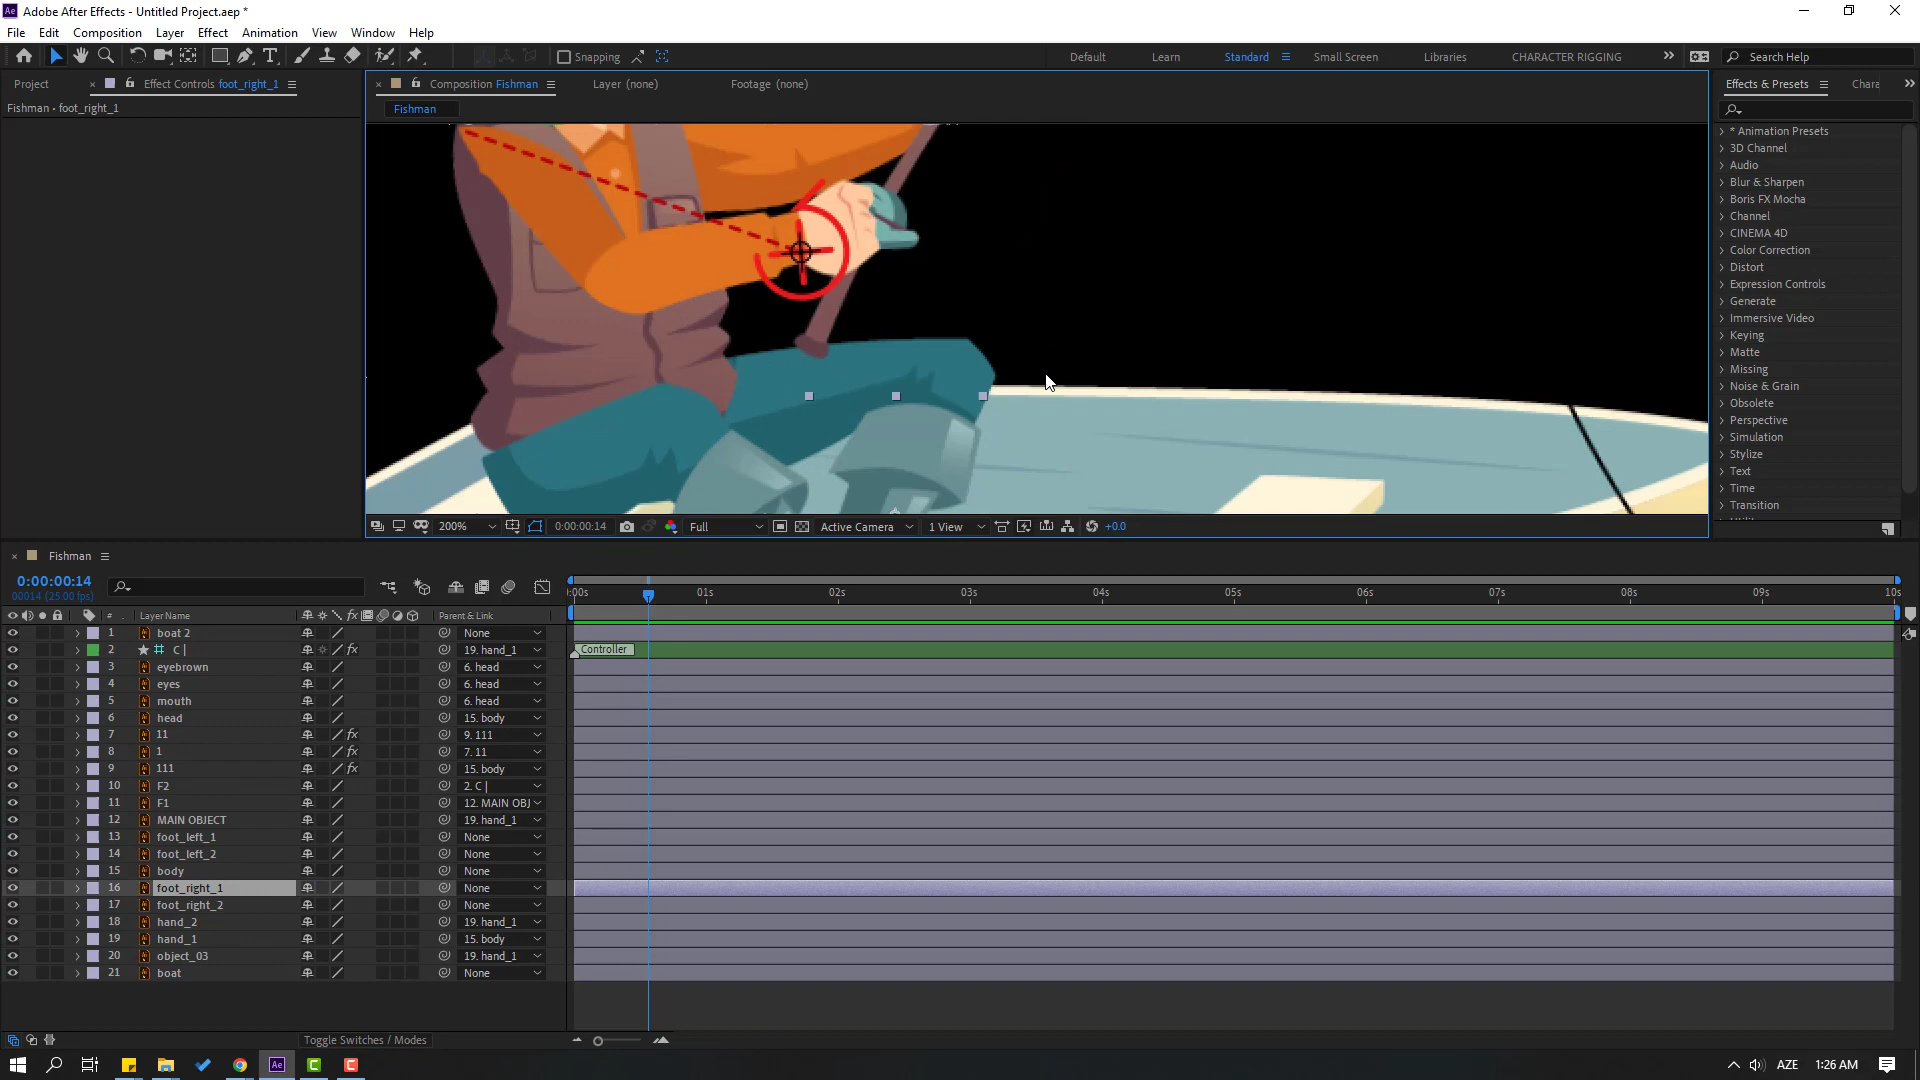 Adobe After Effects - Untitled Project.aep *
File Edit Composition Layer Effect Animation View Window Help
Snapping
Default Learn Standard Small Screen Libraries CHARACTER RIGGING Search Help
Project Effect Controls foot_right_1
Composition Fishman Layer (none) Footage (none)
Effects & Presets Chara
Fishman • foot_right_1
Fishman
* Animation Presets
3D Channel
Audio
Blur & Sharpen
Boris FX Mocha
Channel
CINEMA 4D
Color Correction
Distort
Expression Controls
Generate
Immersive Video
Keying
Matte
Missing
Noise & Grain
Obsolete
Perspective
Simulation
Stylize
Text
Time
Transition
200% 0:00:00:14 Full Active Camera 1 View +0.0
Fishman
0:00:00:14
00014 (25.00 fps)
:00s 01s 02s 03s 04s 05s 06s 07s 08s 09s 10s
# Layer Name Parent & Link
1 boat 2 None
2 C | 19. hand_1 Controller
3 eyebrown 6. head
4 eyes 6. head
5 mouth 6. head
6 head 15. body
7 11 9. 111
8 1 7. 11
9 111 15. body
10 F2 2. C |
11 F1 12. MAIN OBJ
12 MAIN OBJECT 19. hand_1
13 foot_left_1 None
14 foot_left_2 None
15 body None
16 foot_right_1 None
17 foot_right_2 None
18 hand_2 19. hand_1
19 hand_1 15. body
20 object_03 19. hand_1
21 boat None
Toggle Switches / Modes
AZE 1:26 AM